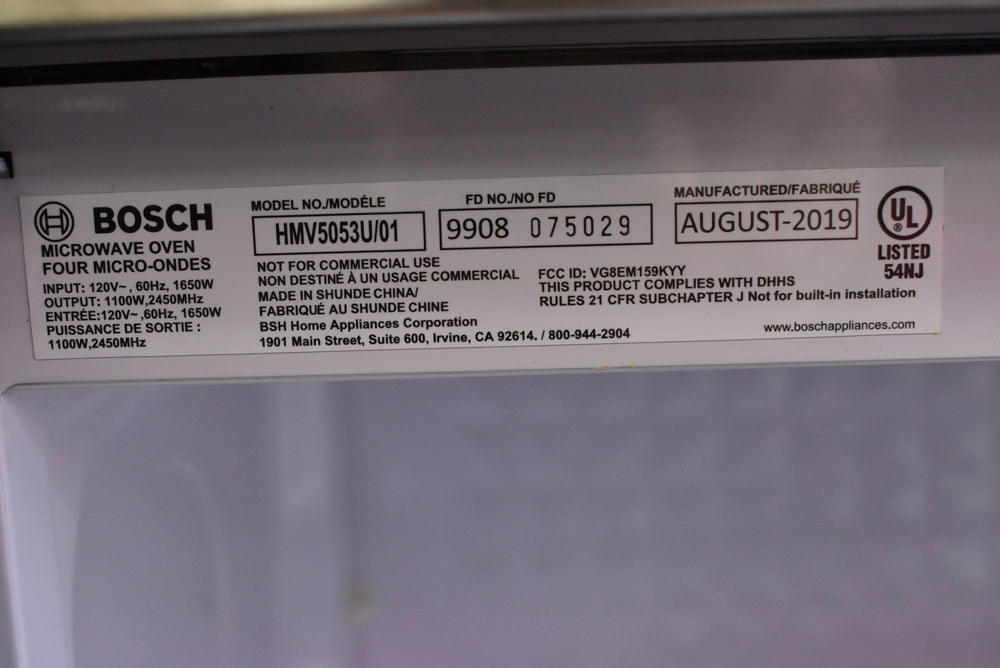 BOSCH
MICROWAVE OVEN
FOUR MICRO-ONDES
INPUT: 120V~, 60Hz, 1650W
OUTPUT: 1100W,2450MHz
ENTRÉE:120V~,60Hz, 1650W
PUISSANCE DE SORTIE :
1100W,2450MHz
MODEL NO./MODÉLE
HMV5053U/01
FD NO./NO FD
9908 075029
MANUFACTURED/FABRIQUÉ
AUGUST-2019
NOT FOR COMMERCIAL USE
NON DESTINÉ À UN USAGE COMMERCIAL
MADE IN SHUNDE CHINA/
FABRIQUÉ AU SHUNDE CHINE
BSH Home Appliances Corporation
1901 Main Street, Suite 600, Irvine, CA 92614. / 800-944-2904
FCC ID: VG8EM159KYY
THIS PRODUCT COMPLIES WITH DHHS
RULES 21 CFR SUBCHAPTER J Not for built-in installation
www.boschappliances.com
UL
LISTED
54NJ